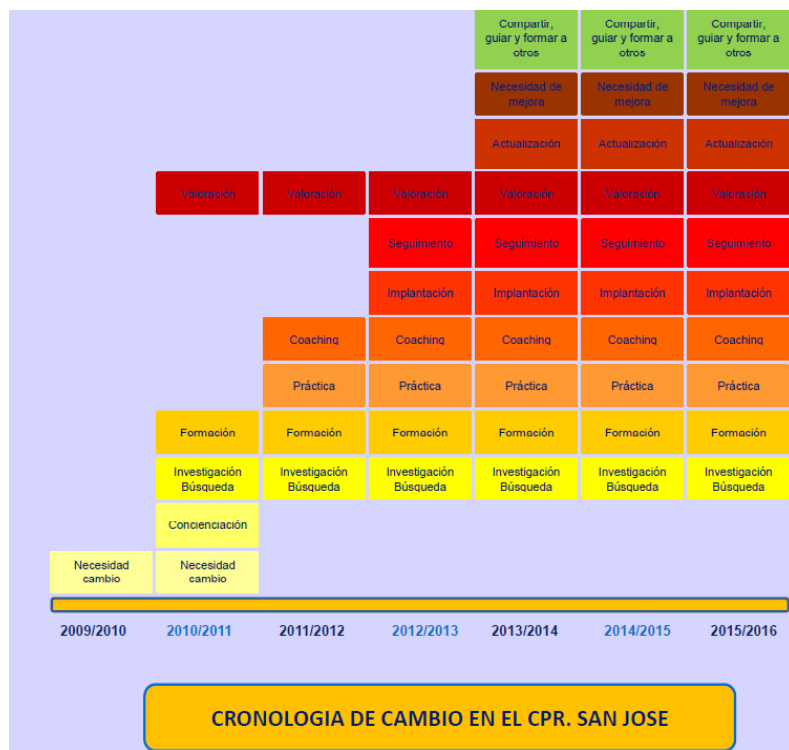 Compartir, guiar y formar a otros
Compartir, guiar y formar a otros
Compartir, guiar y formar a otros
Necesidad de mejora
Necesidad de mejora
Necesidad de mejora
Actualización
Actualización
Actualización
Valoración
Valoración
Valoración
Valoración
Valoración
Valoración
Seguimiento
Seguimiento
Seguimiento
Seguimiento
Implantación
Implantación
Implantación
Implantación
Coaching
Coaching
Coaching
Coaching
Coaching
Práctica
Práctica
Práctica
Práctica
Práctica
Formación
Formación
Formación
Formación
Formación
Formación
Investigación Búsqueda
Investigación Búsqueda
Investigación Búsqueda
Investigación Búsqueda
Investigación Búsqueda
Investigación Búsqueda
Concienciación
Necesidad cambio
Necesidad cambio
2009/2010 2010/2011 2011/2012 2012/2013 2013/2014 2014/2015 2015/2016
CRONOLOGIA DE CAMBIO EN EL CPR. SAN JOSE